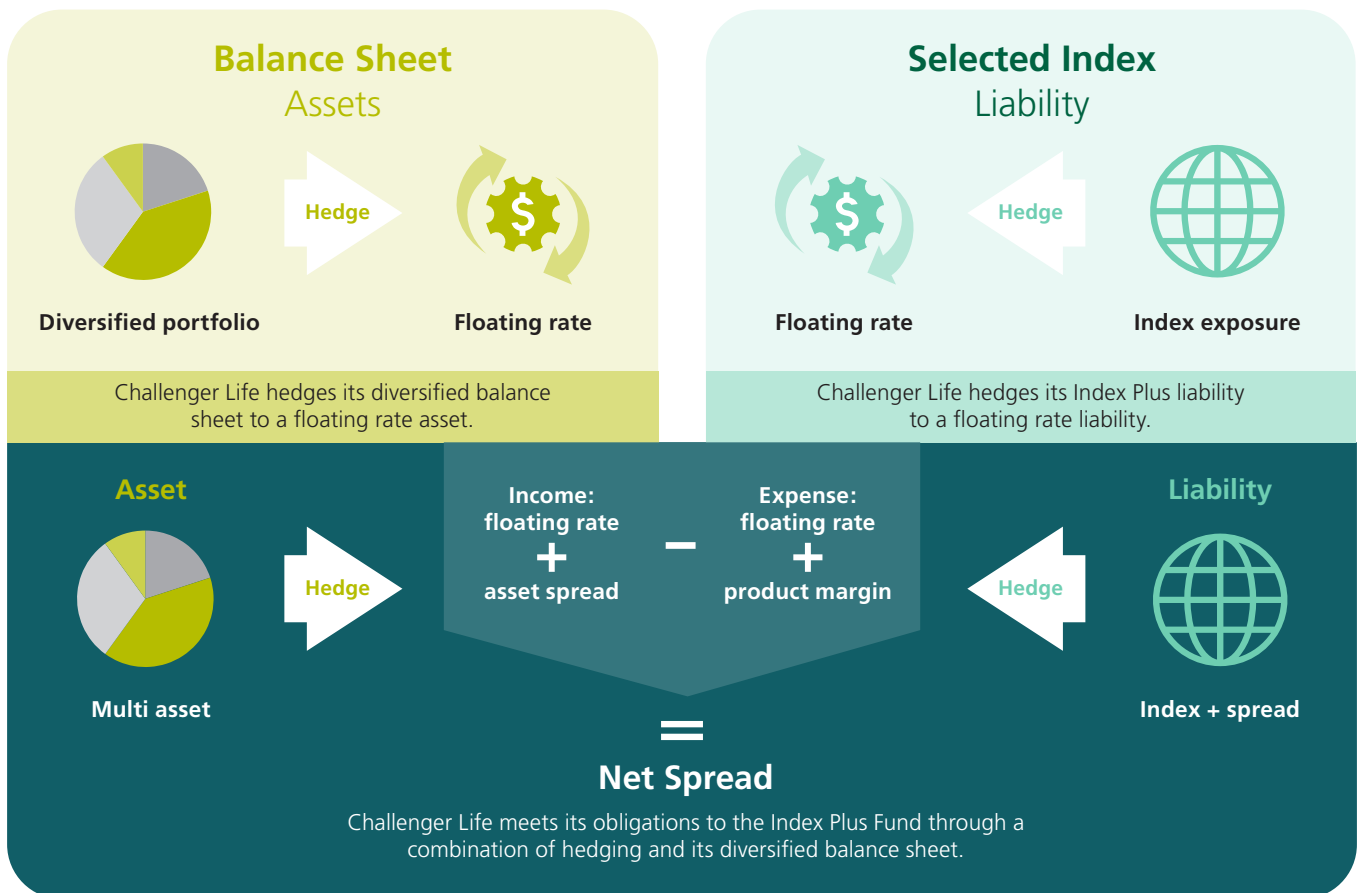 Balance Sheet
Assets
Hedge
$
Diversified portfolio
Floating rate
Challenger Life hedges its diversified balance
sheet to a floating rate asset.
Selected Index
Liability
$
Hedge
Floating rate
Index exposure
Challenger Life hedges its Index Plus liability
to a floating rate liability.
Asset
Hedge
Multi asset
Income:
floating rate
+
asset spread
–
Expense:
floating rate
+
product margin
Liability
Hedge
Index + spread
=
Net Spread
Challenger Life meets its obligations to the Index Plus Fund through a
combination of hedging and its diversified balance sheet.